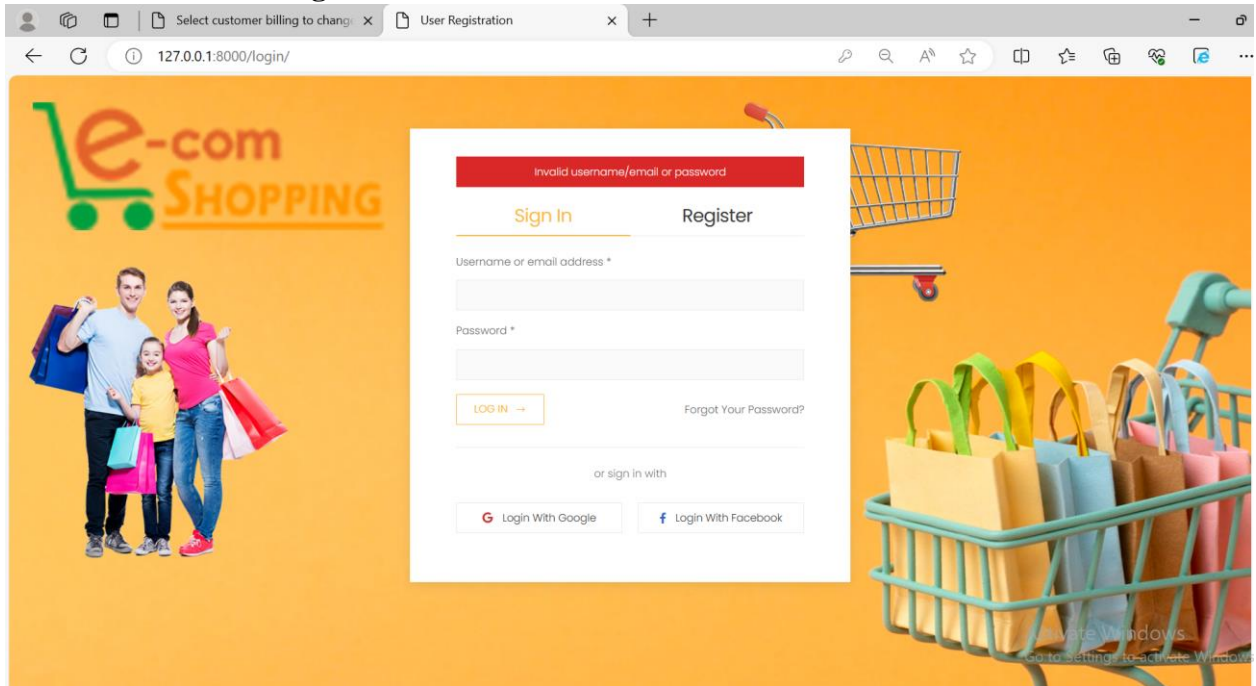 Select customer billing to chang
User Registration
127.0.0.1:8000/login/
e-com
SHOPPING
Invalid username/email or password
Sign In
Register
Username or email address *
Password *
LOG IN →
Forgot Your Password?
or sign in with
G Login With Google
f Login With Facebook
Activate Windows
Go to Settings to activate Windows